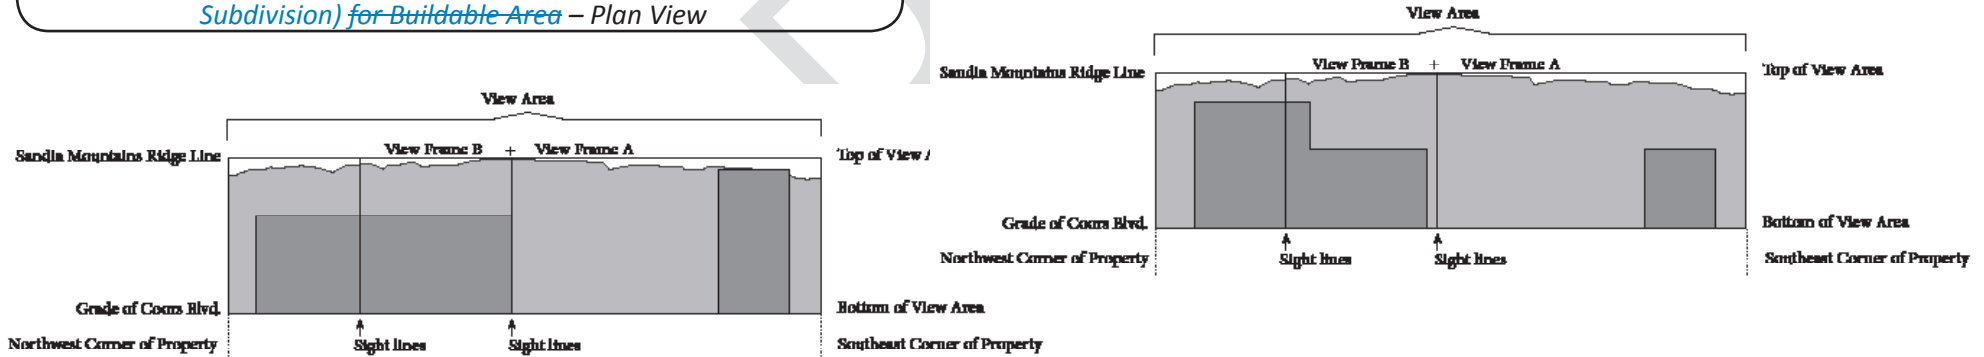 Subdivision) for Buildable Area – Plan View
View Area
View Frame B + View Frame A
Sandia Mountains Ridge Line
Top of View
Grade of Coors Blvd.
Bottom of View Area
Northwest Corner of Property
Sight lines
Sight lines
Southeast Corner of Property
View Area
View Frame B + View Frame A
Sandia Mountains Ridge Line
Top of View Area
Grade of Coors Blvd.
Bottom of View Area
Northwest Corner of Property
Sight lines
Sight lines
Southeast Corner of Property